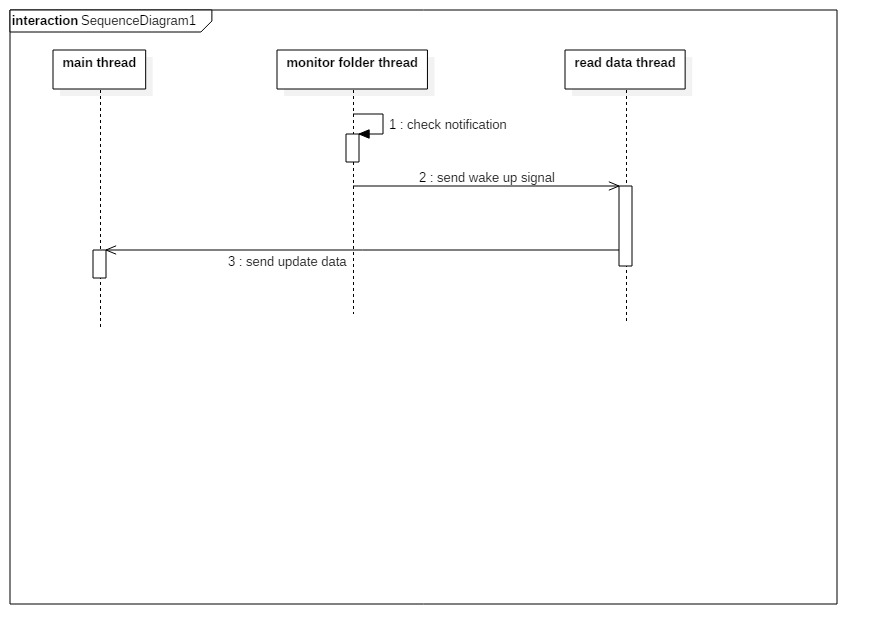 interaction SequenceDiagram1
main thread
monitor folder thread
read data thread
1 : check notification
2 : send wake up signal
3 : send update data